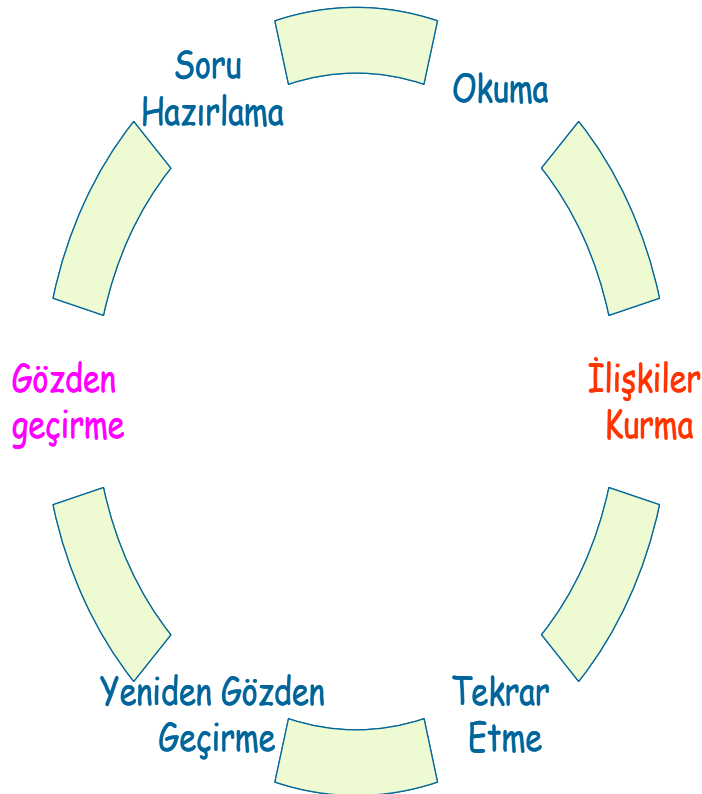 Soru
Hazırlama
Okuma
Gözden
geçirme
İlişkiler
Kurma
Yeniden Gözden
Geçirme
Tekrar
Etme